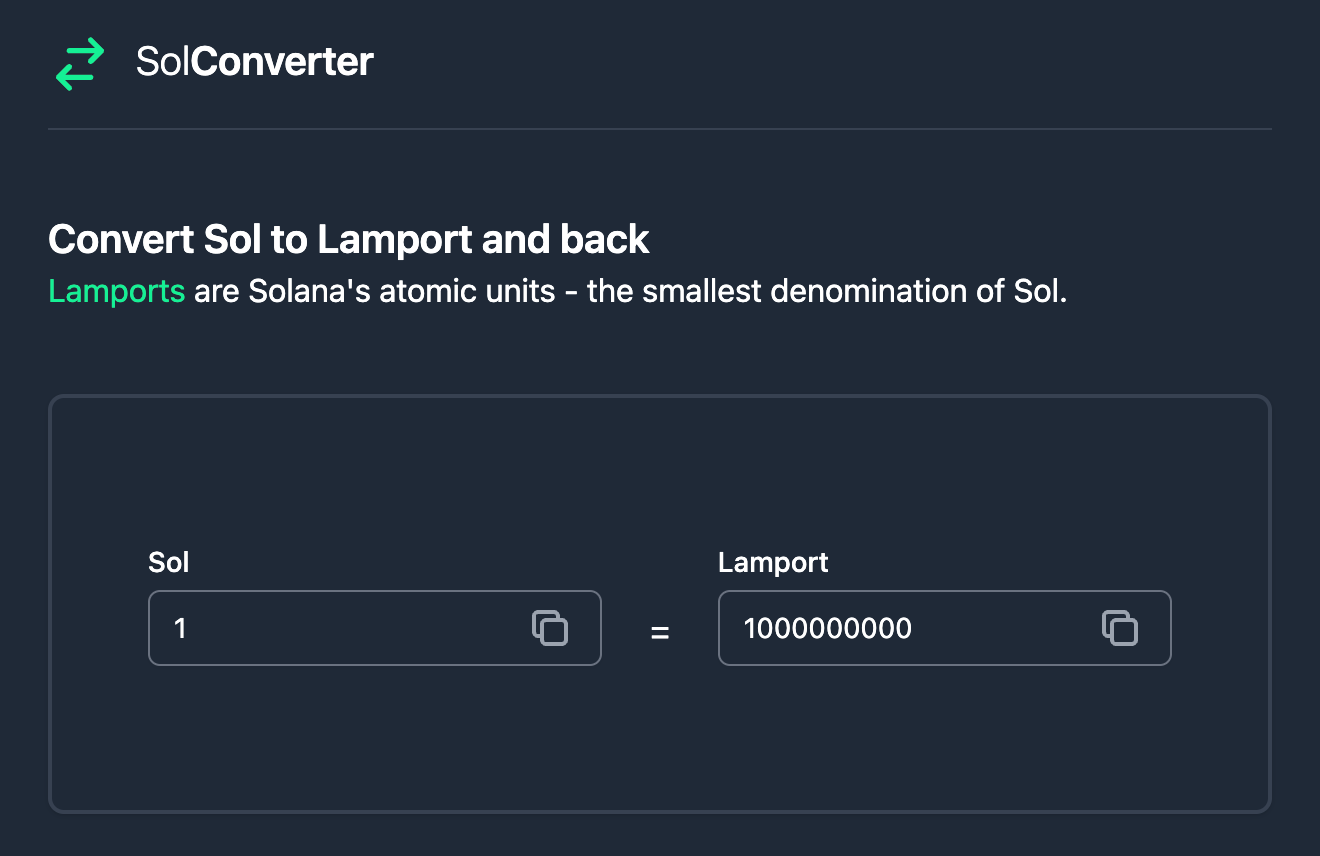 SolConverter
Convert Sol to Lamport and back
Lamports are Solana's atomic units - the smallest denomination of Sol.
Sol
Lamport
1
=
1000000000